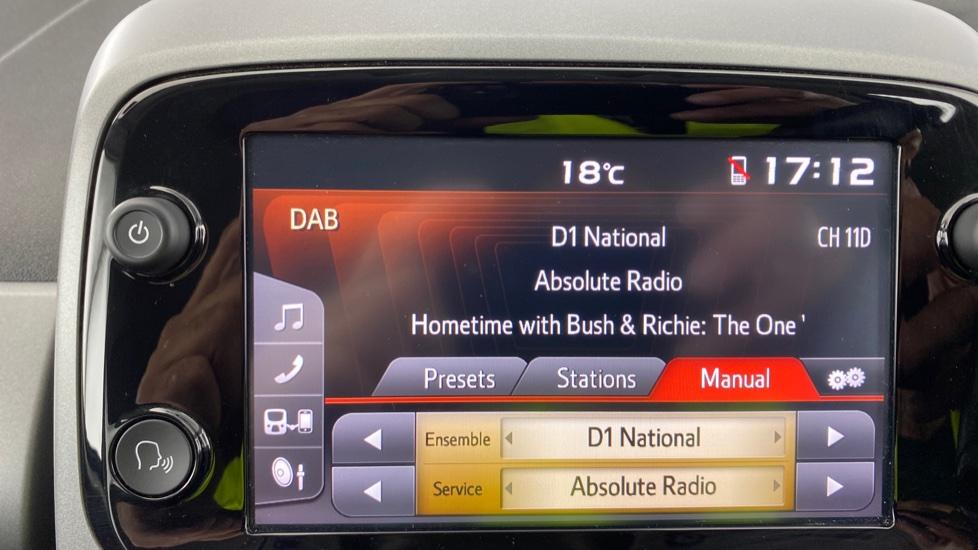 18°C 17:12
DAB
D1 National CH 11D
Absolute Radio
Hometime with Bush & Richie: The One '
Presets Stations Manual
Ensemble D1 National
Service Absolute Radio